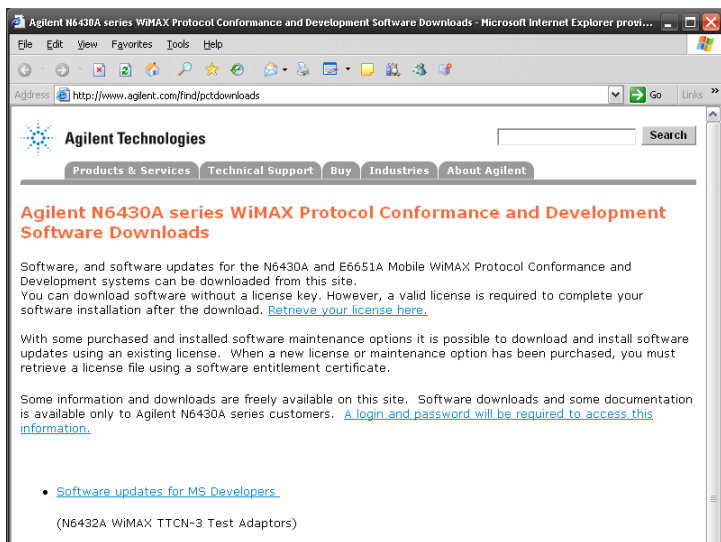 Agilent N6430A series WiMAX Protocol Conformance and Development Software Downloads - Microsoft Internet Explorer provi...
File Edit View Favorites Tools Help
Address http://www.agilent.com/find/pctdownloads Go Links »
Agilent Technologies Search
Products & Services Technical Support Buy Industries About Agilent
Agilent N6430A series WiMAX Protocol Conformance and Development
Software Downloads
Software, and software updates for the N6430A and E6651A Mobile WiMAX Protocol Conformance and
Development systems can be downloaded from this site.
You can download software without a license key. However, a valid license is required to complete your
software installation after the download. Retrieve your license here.
With some purchased and installed software maintenance options it is possible to download and install software
updates using an existing license. When a new license or maintenance option has been purchased, you must
retrieve a license file using a software entitlement certificate.
Some information and downloads are freely available on this site. Software downloads and some documentation
is available only to Agilent N6430A series customers. A login and password will be required to access this
information.
• Software updates for MS Developers
(N6432A WiMAX TTCN-3 Test Adaptors)